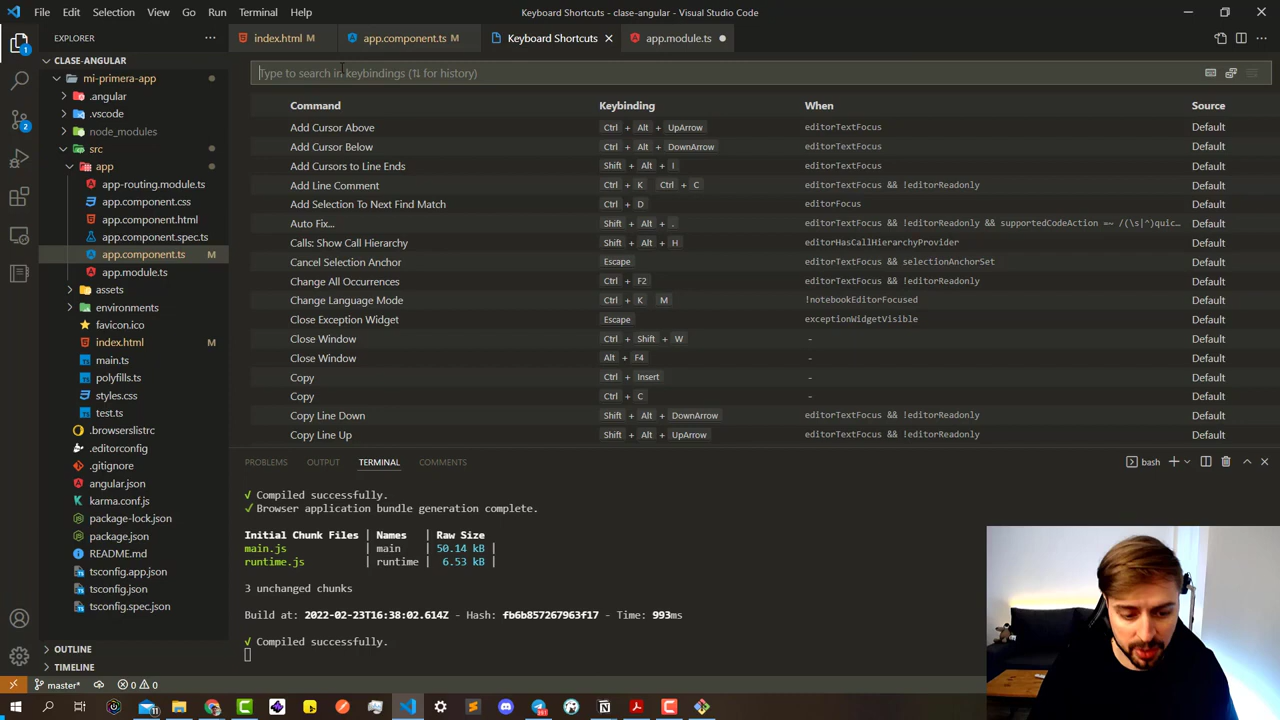 File Edit Selection View Go Run Terminal Help
Keyboard Shortcuts - clase-angular - Visual Studio Code
EXPLORER
index.html M
app.component.ts M
Keyboard Shortcuts
app.module.ts
CLASE-ANGULAR
mi-primera-app
.angular
.vscode
node_modules
src
app
app-routing.module.ts
app.component.css
app.component.html
app.component.spec.ts
app.component.ts M
app.module.ts
assets
environments
favicon.ico
index.html M
main.ts
polyfills.ts
styles.css
test.ts
.browserslistrc
.editorconfig
.gitignore
angular.json
karma.conf.js
package-lock.json
package.json
README.md
tsconfig.app.json
tsconfig.json
tsconfig.spec.json
OUTLINE
TIMELINE
Type to search in keybindings (⇅ for history)
Command Keybinding When Source
Add Cursor Above Ctrl + Alt + UpArrow editorTextFocus Default
Add Cursor Below Ctrl + Alt + DownArrow editorTextFocus Default
Add Cursors to Line Ends Shift + Alt + I editorTextFocus Default
Add Line Comment Ctrl + K Ctrl + C editorTextFocus && !editorReadonly Default
Add Selection To Next Find Match Ctrl + D editorFocus Default
Auto Fix... Shift + Alt + . editorTextFocus && !editorReadonly && supportedCodeAction =~ /(\s|^)quic... Default
Calls: Show Call Hierarchy Shift + Alt + H editorHasCallHierarchyProvider Default
Cancel Selection Anchor Escape editorTextFocus && selectionAnchorSet Default
Change All Occurrences Ctrl + F2 editorTextFocus && !editorReadonly Default
Change Language Mode Ctrl + K M !notebookEditorFocused Default
Close Exception Widget Escape exceptionWidgetVisible Default
Close Window Ctrl + Shift + W - Default
Close Window Alt + F4 - Default
Copy Ctrl + Insert - Default
Copy Ctrl + C - Default
Copy Line Down Shift + Alt + DownArrow editorTextFocus && !editorReadonly Default
Copy Line Up Shift + Alt + UpArrow editorTextFocus && !editorReadonly Default
PROBLEMS OUTPUT TERMINAL COMMENTS
bash
√ Compiled successfully.
√ Browser application bundle generation complete.
Initial Chunk Files | Names | Raw Size
main.js | main | 50.14 kB |
runtime.js | runtime | 6.53 kB |
3 unchanged chunks
Build at: 2022-02-23T16:38:02.614Z - Hash: fb6b857267963f17 - Time: 993ms
√ Compiled successfully.
master* 0 0